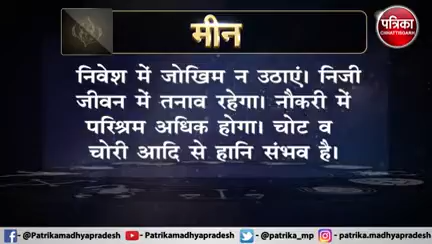 मीन
पत्रिका
CHHATTISGARH
निवेश में जोखिम न उठाएं। निजी
जीवन में तनाव रहेगा। नौकरी में
परिश्रम अधिक होगा। चोट व
चोरी आदि से हानि संभव है।
f - @Patrikamadhyapradesh - Patrikamadhyapradesh - @patrika_mp - patrika.madhyapradesh